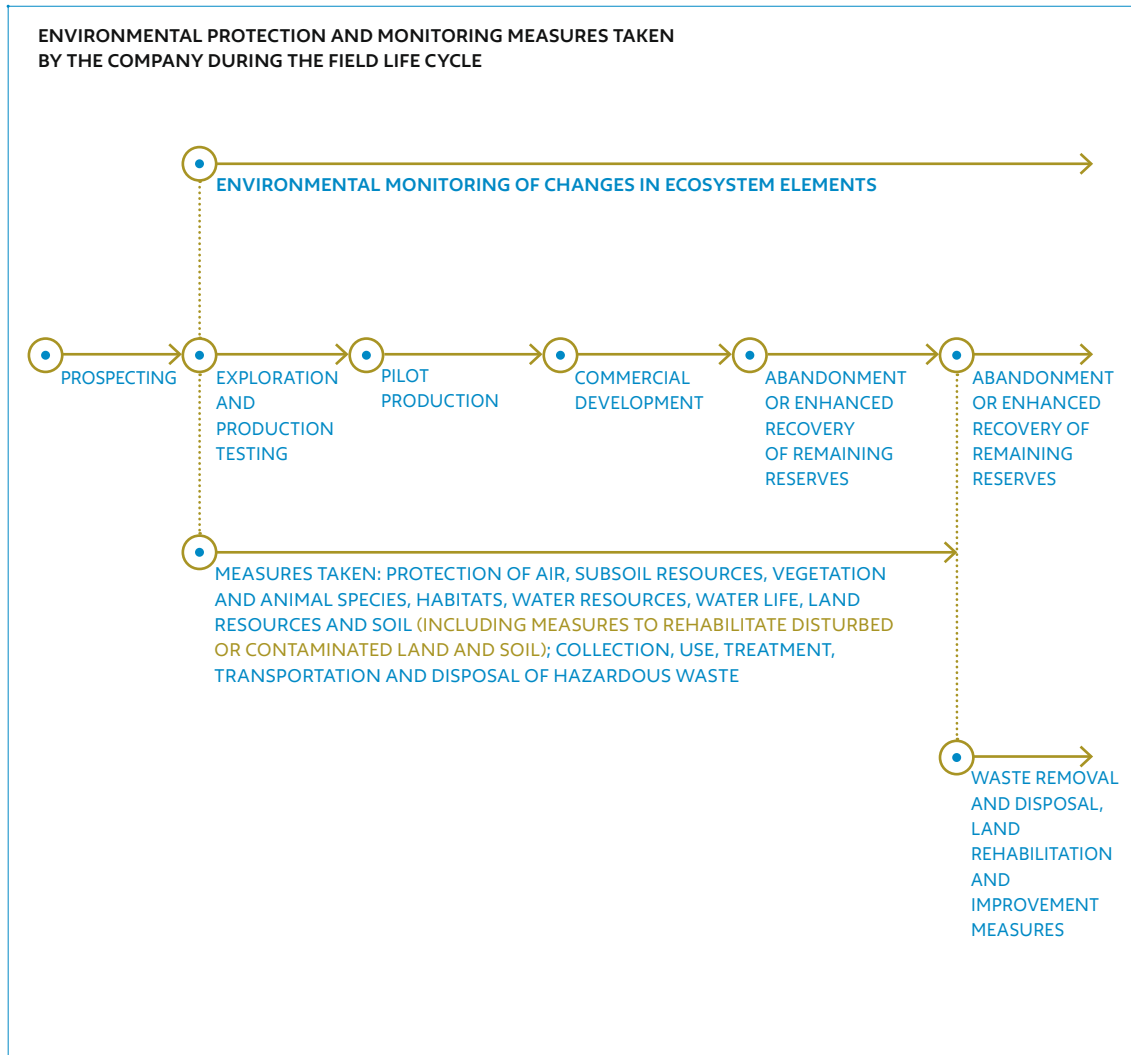 ENVIRONMENTAL PROTECTION AND MONITORING MEASURES TAKEN
BY THE COMPANY DURING THE FIELD LIFE CYCLE
ENVIRONMENTAL MONITORING OF CHANGES IN ECOSYSTEM ELEMENTS
PROSPECTING
EXPLORATION
AND
PRODUCTION
TESTING
PILOT
PRODUCTION
COMMERCIAL
DEVELOPMENT
ABANDONMENT
OR ENHANCED
RECOVERY
OF REMAINING
RESERVES
ABANDONMENT
OR ENHANCED
RECOVERY OF
REMAINING
RESERVES
MEASURES TAKEN: PROTECTION OF AIR, SUBSOIL RESOURCES, VEGETATION
AND ANIMAL SPECIES, HABITATS, WATER RESOURCES, WATER LIFE, LAND
RESOURCES AND SOIL (INCLUDING MEASURES TO REHABILITATE DISTURBED
OR CONTAMINATED LAND AND SOIL); COLLECTION, USE, TREATMENT,
TRANSPORTATION AND DISPOSAL OF HAZARDOUS WASTE
WASTE REMOVAL
AND DISPOSAL,
LAND
REHABILITATION
AND
IMPROVEMENT
MEASURES